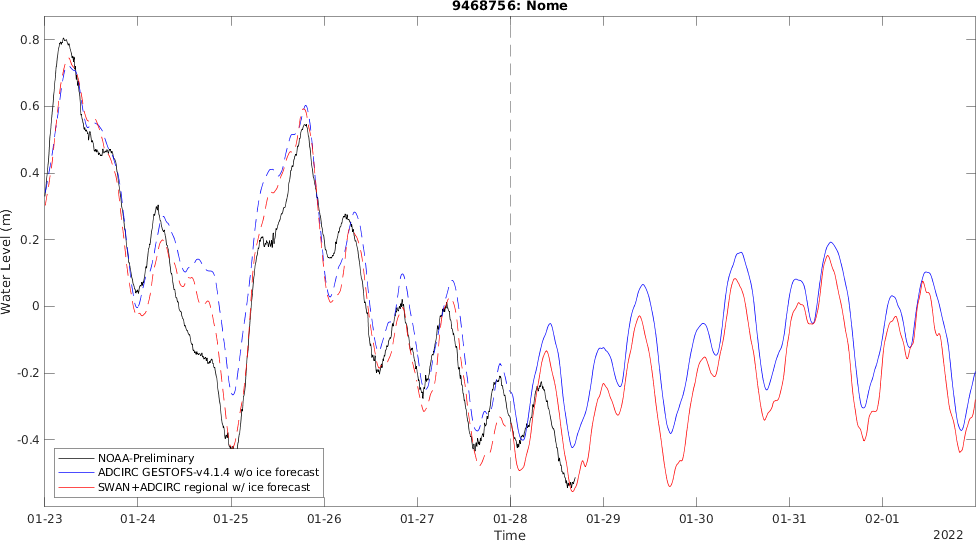 9468756: Nome
Water Level (m)
0.8
0.6
0.4
0.2
0
-0.2
-0.4
NOAA-Preliminary
ADCIRC GESTOFS-v4.1.4 w/o ice forecast
SWAN+ADCIRC regional w/ ice forecast
01-23 01-24 01-25 01-26 01-27 01-28 01-29 01-30 01-31 02-01
Time
2022